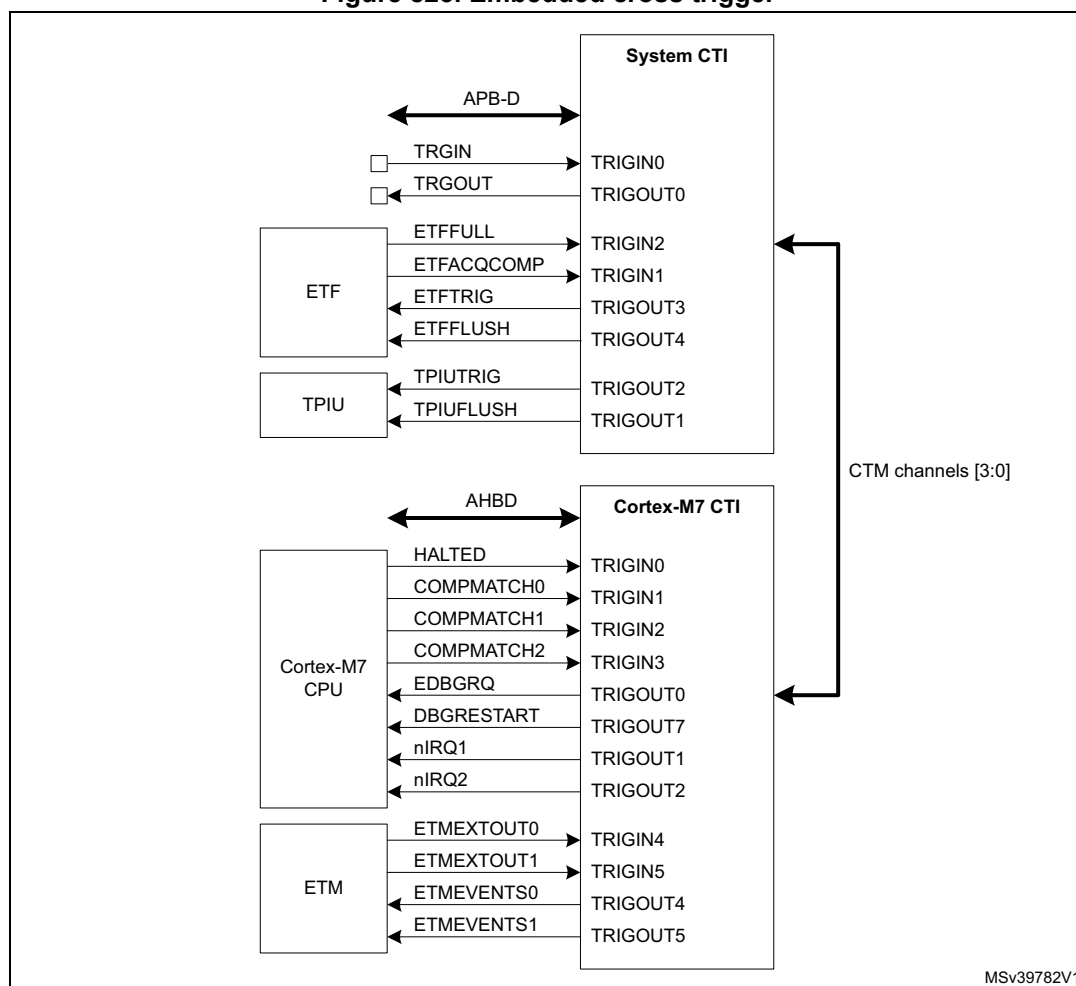 Figure Embedded cross trigger
System CTI
APB-D
TRGIN TRIGIN0
TRGOUT TRIGOUT0
ETF
ETFFULL TRIGIN2
ETFACQCOMP TRIGIN1
ETFTRIG TRIGOUT3
ETFFLUSH TRIGOUT4
TPIU
TPIUTRIG TRIGOUT2
TPIUFLUSH TRIGOUT1
CTM channels [3:0]
Cortex-M7 CTI
AHBD
Cortex-M7
CPU
HALTED TRIGIN0
COMPMATCH0 TRIGIN1
COMPMATCH1 TRIGIN2
COMPMATCH2 TRIGIN3
EDBGRQ TRIGOUT0
DBGRESTART TRIGOUT7
nIRQ1 TRIGOUT1
nIRQ2 TRIGOUT2
ETM
ETMEXTOUT0 TRIGIN4
ETMEXTOUT1 TRIGIN5
ETMEVENTS0 TRIGOUT4
ETMEVENTS1 TRIGOUT5
MSv39782V1